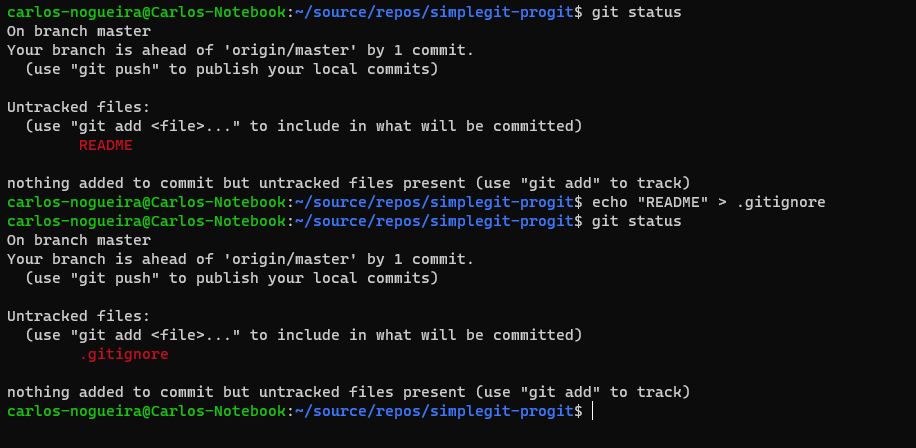 carlos-nogueira@Carlos-Notebook:~/source/repos/simplegit-progit$ git status
On branch master
Your branch is ahead of 'origin/master' by 1 commit.
  (use "git push" to publish your local commits)

Untracked files:
  (use "git add <file>..." to include in what will be committed)
        README

nothing added to commit but untracked files present (use "git add" to track)
carlos-nogueira@Carlos-Notebook:~/source/repos/simplegit-progit$ echo "README" > .gitignore
carlos-nogueira@Carlos-Notebook:~/source/repos/simplegit-progit$ git status
On branch master
Your branch is ahead of 'origin/master' by 1 commit.
  (use "git push" to publish your local commits)

Untracked files:
  (use "git add <file>..." to include in what will be committed)
        .gitignore

nothing added to commit but untracked files present (use "git add" to track)
carlos-nogueira@Carlos-Notebook:~/source/repos/simplegit-progit$